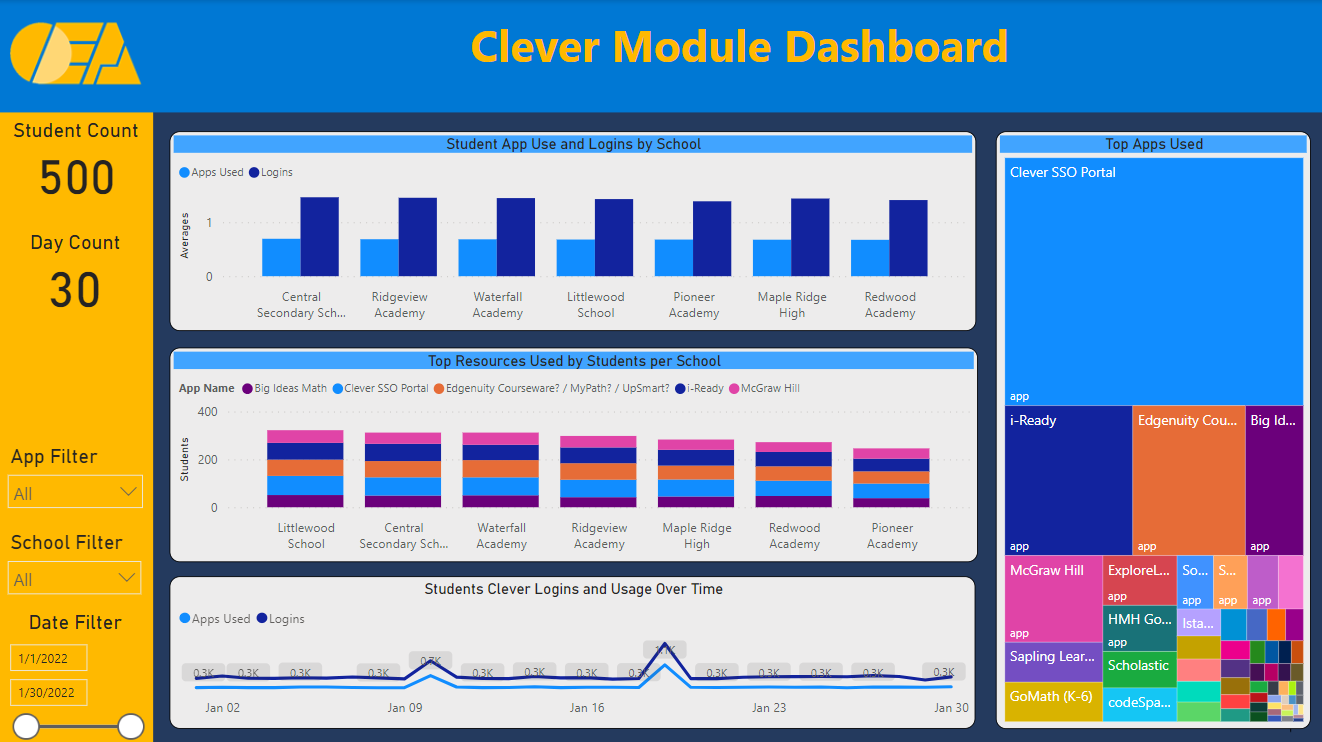 CEA
Clever Module Dashboard
Student Count
500
Day Count
30
App Filter
All
School Filter
All
Date Filter
1/1/2022
1/30/2022
Student App Use and Logins by School
Apps Used Logins
Averages
1
0
Central Secondary Sch...
Ridgeview Academy
Waterfall Academy
Littlewood School
Pioneer Academy
Maple Ridge High
Redwood Academy
Top Resources Used by Students per School
App Name Big Ideas Math Clever SSO Portal Edgenuity Courseware? / MyPath? / UpSmart? i-Ready McGraw Hill
Students
400
200
0
Littlewood School
Central Secondary Sch...
Waterfall Academy
Ridgeview Academy
Maple Ridge High
Redwood Academy
Pioneer Academy
Students Clever Logins and Usage Over Time
Apps Used Logins
0.3K 0.3K 0.3K 0.3K 0.7K 0.3K 0.3K 0.3K 0.3K 1.1K 0.3K 0.3K 0.3K 0.3K 0.3K
Jan 02 Jan 09 Jan 16 Jan 23 Jan 30
Top Apps Used
Clever SSO Portal
app
i-Ready
app
Edgenuity Cou...
app
Big Id...
app
McGraw Hill
app
ExploreL...
app
So...
app
S...
app
app
HMH Go...
app
Ista...
Sapling Lear...
Scholastic
GoMath (K-6)
codeSpa...